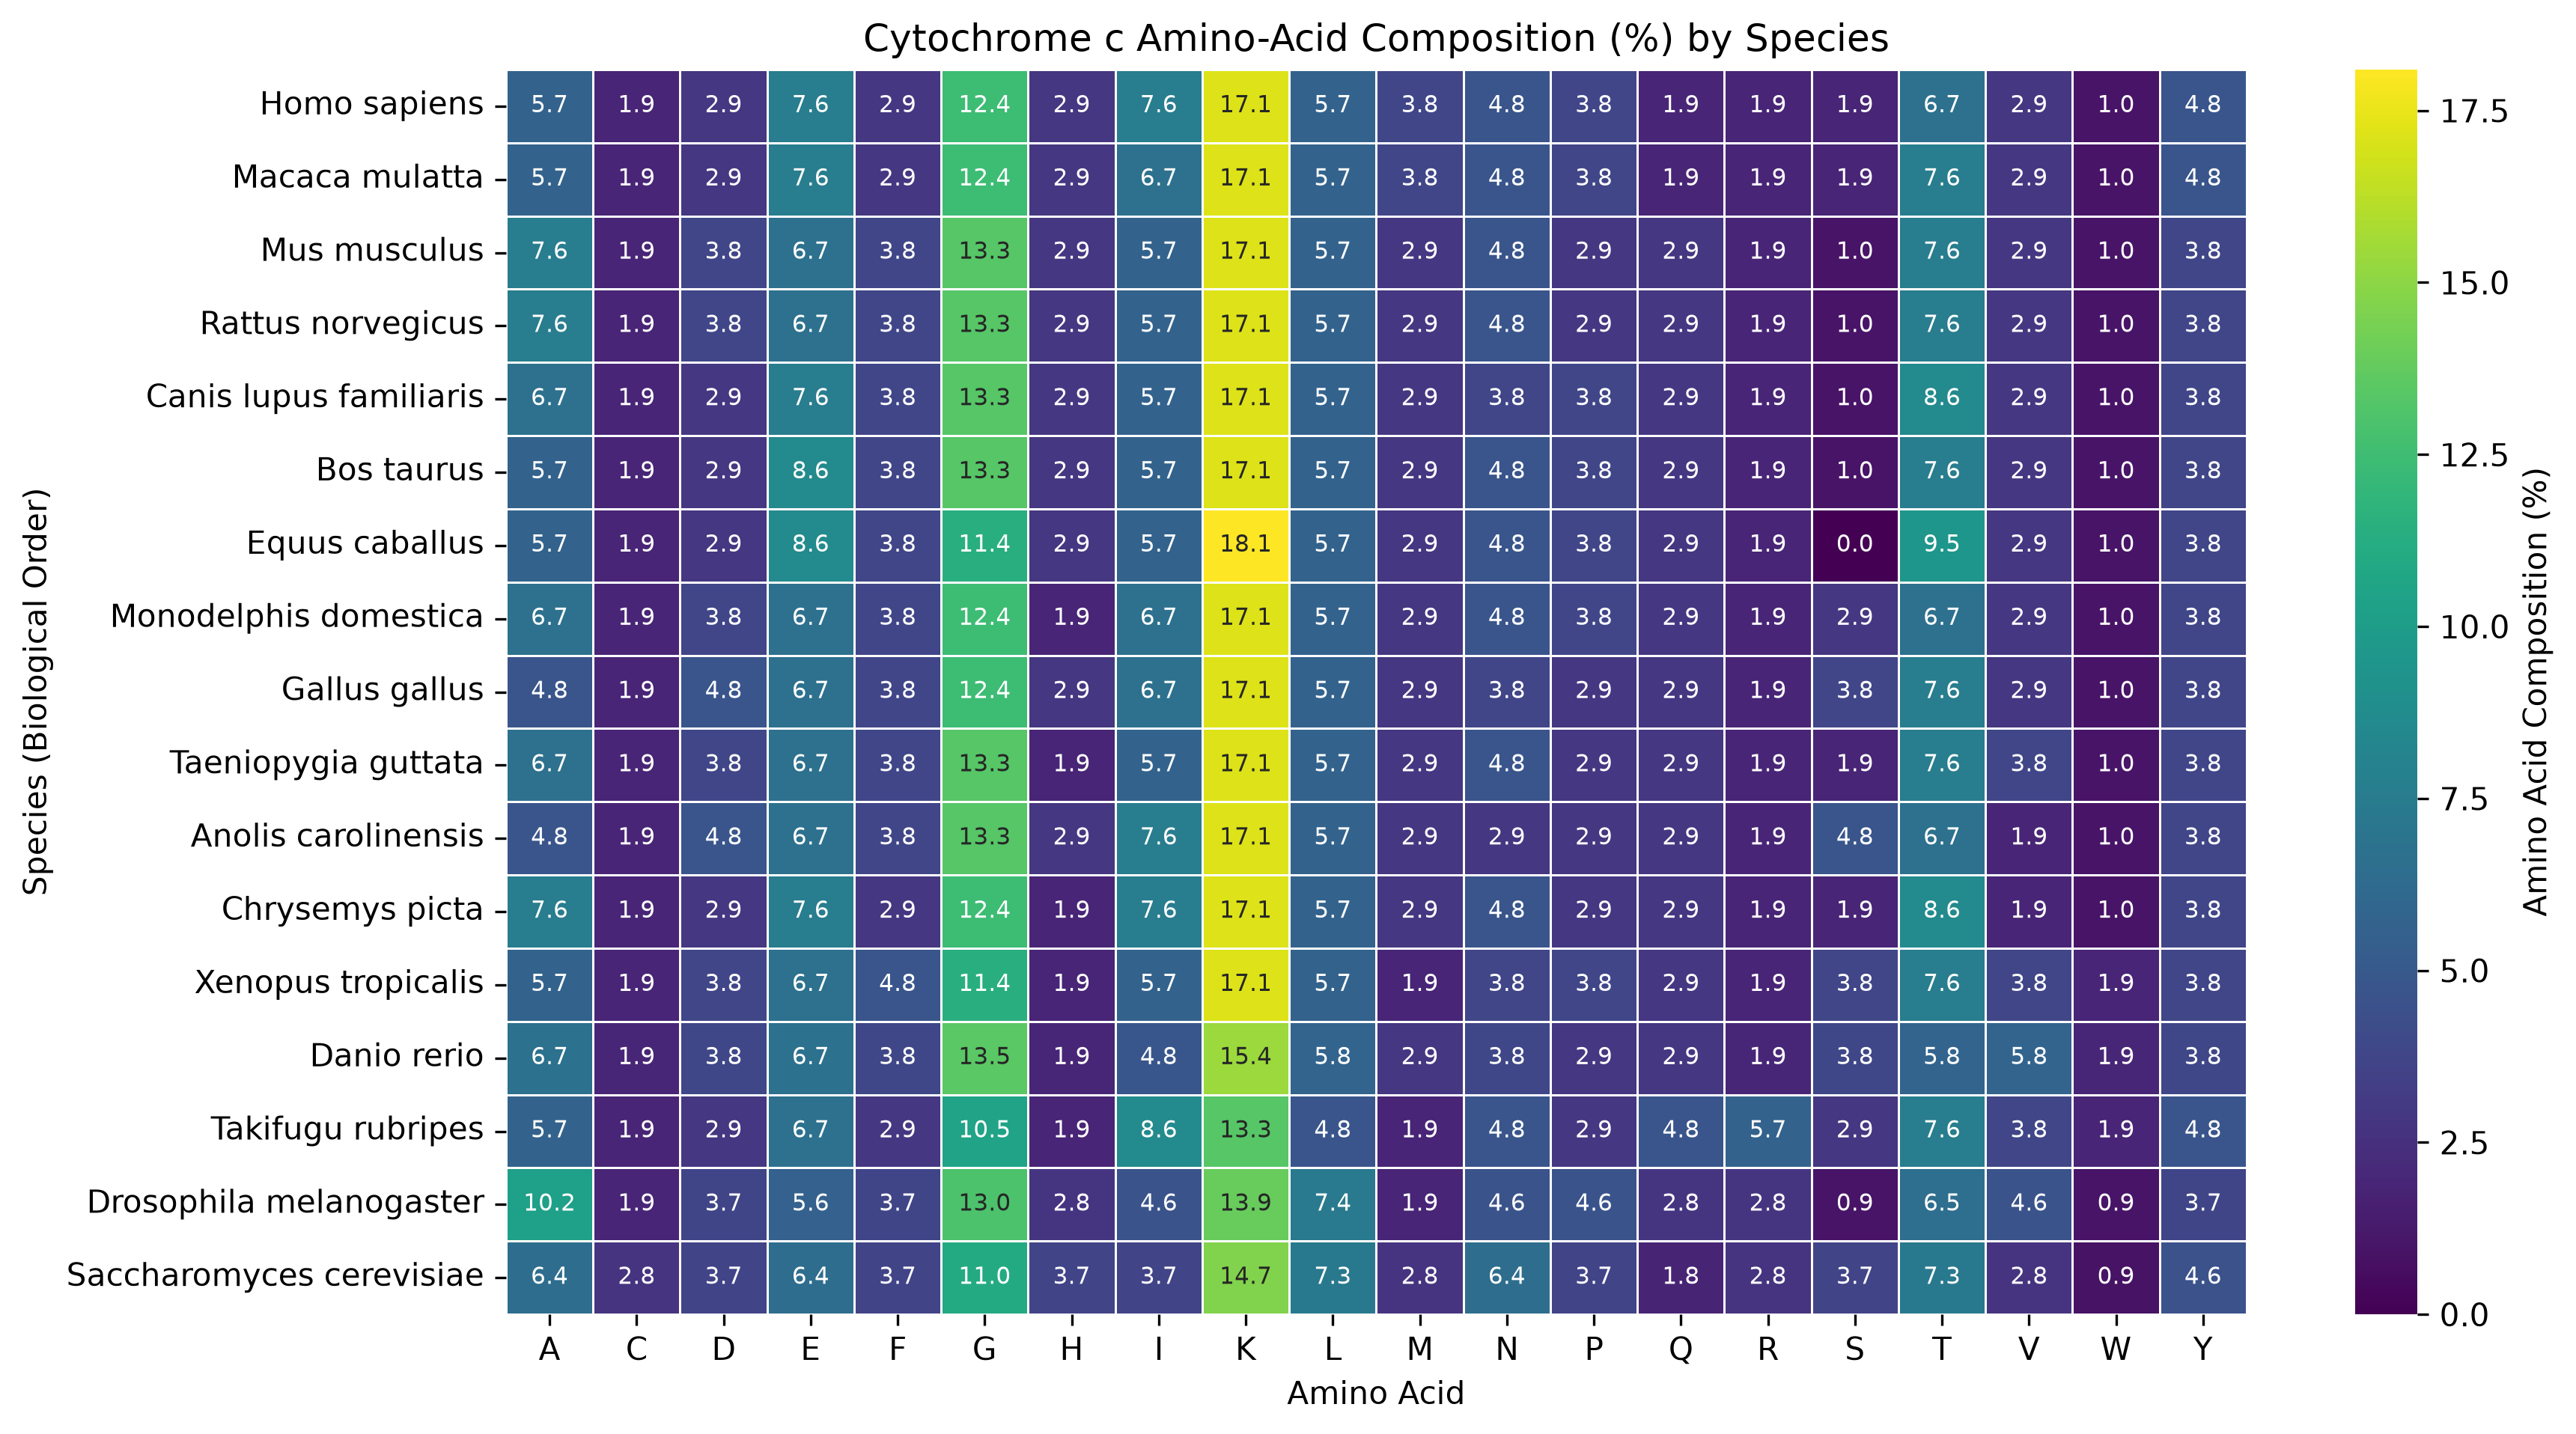 Cytochrome c Amino-Acid Composition (%) by Species
Species (Biological Order)
Homo sapiens 5.7 1.9 2.9 7.6 2.9 12.4 2.9 7.6 17.1 5.7 3.8 4.8 3.8 1.9 1.9 1.9 6.7 2.9 1.0 4.8
Macaca mulatta 5.7 1.9 2.9 7.6 2.9 12.4 2.9 6.7 17.1 5.7 3.8 4.8 3.8 1.9 1.9 1.9 7.6 2.9 1.0 4.8
Mus musculus 7.6 1.9 3.8 6.7 3.8 13.3 2.9 5.7 17.1 5.7 2.9 4.8 2.9 2.9 1.9 1.0 7.6 2.9 1.0 3.8
Rattus norvegicus 7.6 1.9 3.8 6.7 3.8 13.3 2.9 5.7 17.1 5.7 2.9 4.8 2.9 2.9 1.9 1.0 7.6 2.9 1.0 3.8
Canis lupus familiaris 6.7 1.9 2.9 7.6 3.8 13.3 2.9 5.7 17.1 5.7 2.9 3.8 3.8 2.9 1.9 1.0 8.6 2.9 1.0 3.8
Bos taurus 5.7 1.9 2.9 8.6 3.8 13.3 2.9 5.7 17.1 5.7 2.9 4.8 3.8 2.9 1.9 1.0 7.6 2.9 1.0 3.8
Equus caballus 5.7 1.9 2.9 8.6 3.8 11.4 2.9 5.7 18.1 5.7 2.9 4.8 3.8 2.9 1.9 0.0 9.5 2.9 1.0 3.8
Monodelphis domestica 6.7 1.9 3.8 6.7 3.8 12.4 1.9 6.7 17.1 5.7 2.9 4.8 3.8 2.9 1.9 2.9 6.7 2.9 1.0 3.8
Gallus gallus 4.8 1.9 4.8 6.7 3.8 12.4 2.9 6.7 17.1 5.7 2.9 3.8 2.9 2.9 1.9 3.8 7.6 2.9 1.0 3.8
Taeniopygia guttata 6.7 1.9 3.8 6.7 3.8 13.3 1.9 5.7 17.1 5.7 2.9 4.8 2.9 2.9 1.9 1.9 7.6 3.8 1.0 3.8
Anolis carolinensis 4.8 1.9 4.8 6.7 3.8 13.3 2.9 7.6 17.1 5.7 2.9 2.9 2.9 2.9 1.9 4.8 6.7 1.9 1.0 3.8
Chrysemys picta 7.6 1.9 2.9 7.6 2.9 12.4 1.9 7.6 17.1 5.7 2.9 4.8 2.9 2.9 1.9 1.9 8.6 1.9 1.0 3.8
Xenopus tropicalis 5.7 1.9 3.8 6.7 4.8 11.4 1.9 5.7 17.1 5.7 1.9 3.8 3.8 2.9 1.9 3.8 7.6 3.8 1.9 3.8
Danio rerio 6.7 1.9 3.8 6.7 3.8 13.5 1.9 4.8 15.4 5.8 2.9 3.8 2.9 2.9 1.9 3.8 5.8 5.8 1.9 3.8
Takifugu rubripes 5.7 1.9 2.9 6.7 2.9 10.5 1.9 8.6 13.3 4.8 1.9 4.8 2.9 4.8 5.7 2.9 7.6 3.8 1.9 4.8
Drosophila melanogaster 10.2 1.9 3.7 5.6 3.7 13.0 2.8 4.6 13.9 7.4 1.9 4.6 4.6 2.8 2.8 0.9 6.5 4.6 0.9 3.7
Saccharomyces cerevisiae 6.4 2.8 3.7 6.4 3.7 11.0 3.7 3.7 14.7 7.3 2.8 6.4 3.7 1.8 2.8 3.7 7.3 2.8 0.9 4.6
A C D E F G H I K L M N P Q R S T V W Y
Amino Acid
17.5
15.0
12.5
10.0
7.5
5.0
2.5
0.0
Amino Acid Composition (%)